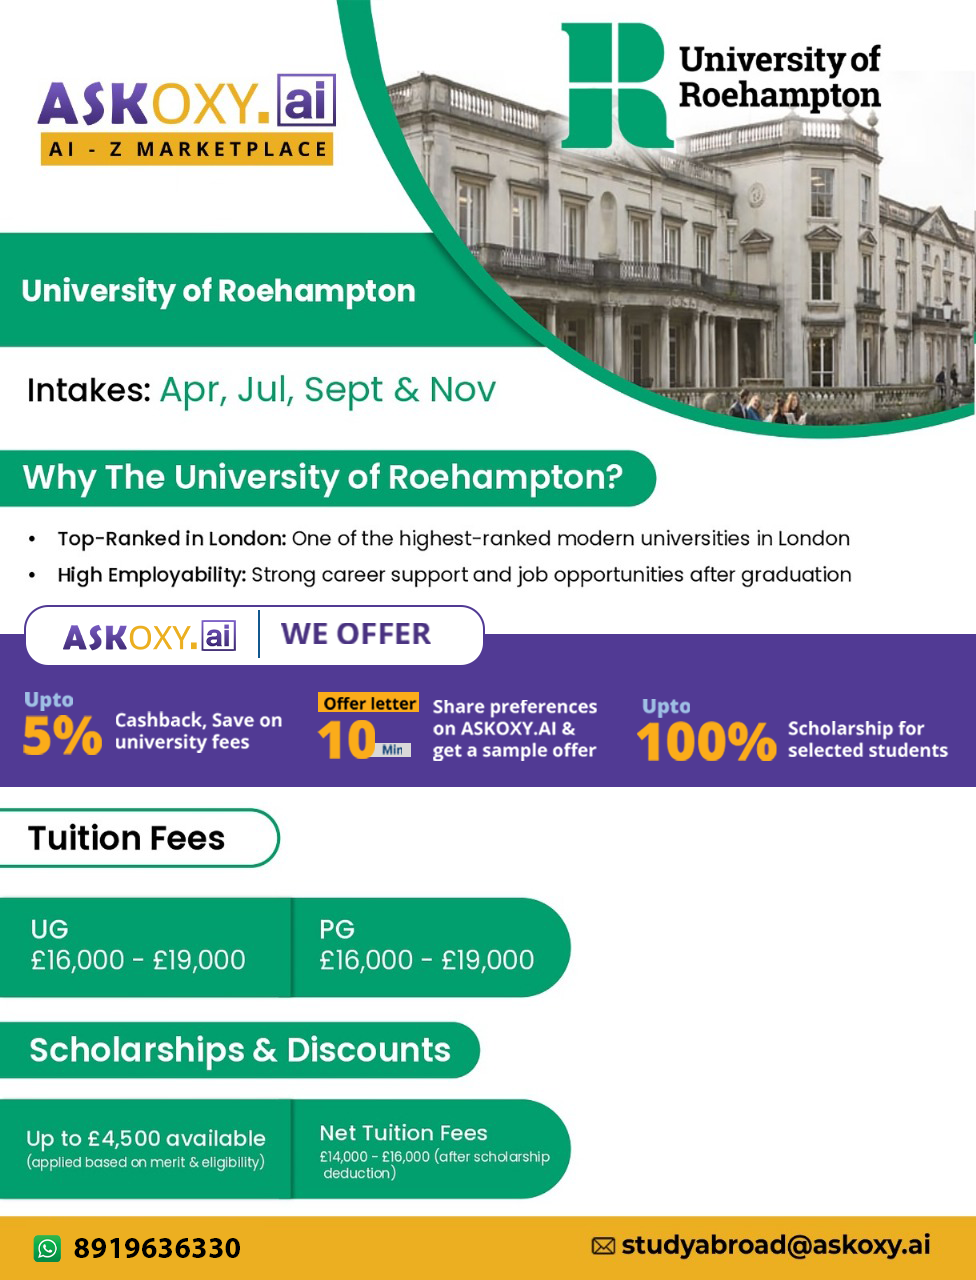 ASKOXY.ai
AI - Z MARKETPLACE
University of
Roehampton
University of Roehampton
Intakes: Apr, Jul, Sept & Nov
Why The University of Roehampton?
• Top-Ranked in London: One of the highest-ranked modern universities in London
• High Employability: Strong career support and job opportunities after graduation
ASKOXY.ai WE OFFER
Upto
5%
Cashback, Save on
university fees
Offer letter
10 Min
Share preferences
on ASKOXY.AI &
get a sample offer
Upto
100%
Scholarship for
selected students
Tuition Fees
UG
£16,000 - £19,000
PG
£16,000 - £19,000
Scholarships & Discounts
Up to £4,500 available
(applied based on merit & eligibility)
Net Tuition Fees
£14,000 - £16,000 (after scholarship
deduction)
8919636330
studyabroad@askoxy.ai